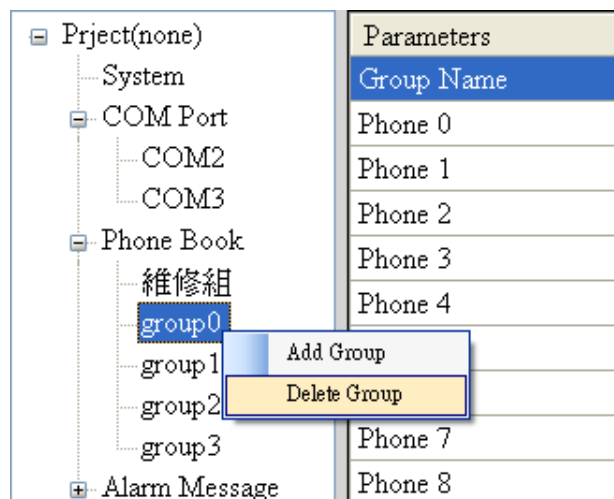 Prject(none)
System
COM Port
COM2
COM3
Phone Book
維修組
group0
group1
group2
group3
Alarm Message
Add Group
Delete Group
Parameters
Group Name
Phone 0
Phone 1
Phone 2
Phone 3
Phone 4
Phone 7
Phone 8